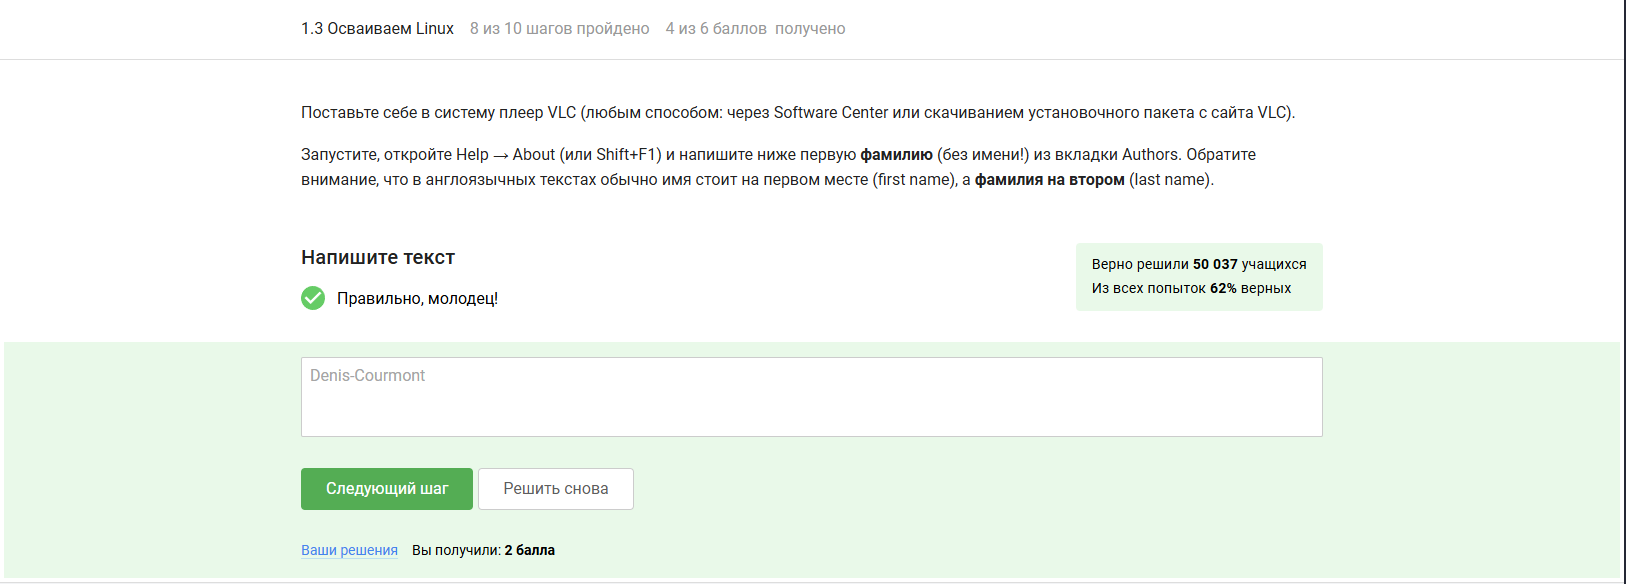 1.3 Осваиваем Linux 8 из 10 шагов пройдено 4 из 6 баллов получено
Поставьте себе в систему плеер VLC (любым способом: через Software Center или скачиванием установочного пакета с сайта VLC).
Запустите, откройте Help → About (или Shift+F1) и напишите ниже первую фамилию (без имени!) из вкладки Authors. Обратите
внимание, что в англоязычных текстах обычно имя стоит на первом месте (first name), а фамилия на втором (last name).
Напишите текст
Правильно, молодец!
Верно решили 50 037 учащихся
Из всех попыток 62% верных
Denis-Courmont
Следующий шаг Решить снова
Ваши решения Вы получили: 2 балла